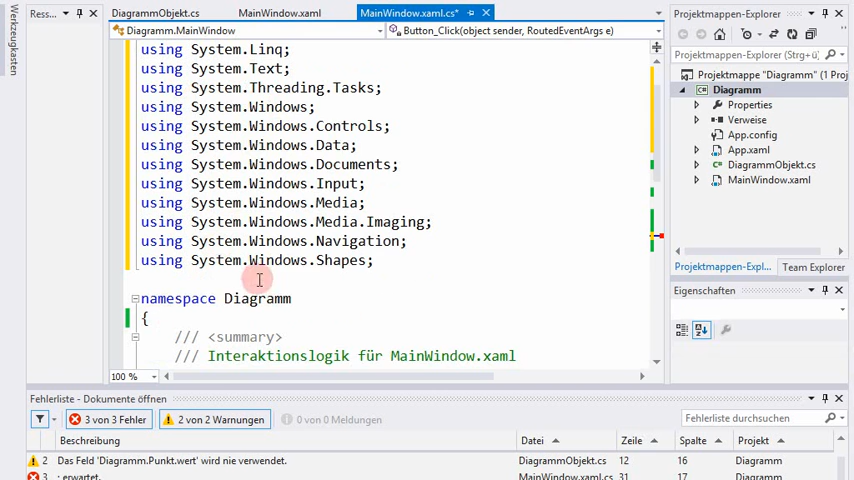 Werkzeugkasten
Ress...
DiagrammObjekt.cs
MainWindow.xaml
MainWindow.xaml.cs*
Diagramm.MainWindow
Button_Click(object sender, RoutedEventArgs e)
using System.Linq;
using System.Text;
using System.Threading.Tasks;
using System.Windows;
using System.Windows.Controls;
using System.Windows.Data;
using System.Windows.Documents;
using System.Windows.Input;
using System.Windows.Media;
using System.Windows.Media.Imaging;
using System.Windows.Navigation;
using System.Windows.Shapes;
namespace Diagramm
{
/// <summary>
/// Interaktionslogik für MainWindow.xaml
100 %
Projektmappen-Explorer
Projektmappen-Explorer durchsuchen (Strg+ü)
Projektmappe "Diagramm" (1 Proj
C# Diagramm
Properties
Verweise
App.config
App.xaml
DiagrammObjekt.cs
MainWindow.xaml
Projektmappen-Expl...
Team Explorer
Eigenschaften
Fehlerliste - Dokumente öffnen
3 von 3 Fehler
2 von 2 Warnungen
0 von 0 Meldungen
Fehlerliste durchsuchen
Beschreibung Datei Zeile Spalte Projekt
2 Das Feld 'Diagramm.Punkt.wert' wird nie verwendet. DiagrammObjekt.cs 12 16 Diagramm
3 ; erwartet. MainWindow.xaml.cs 31 17 Diagramm